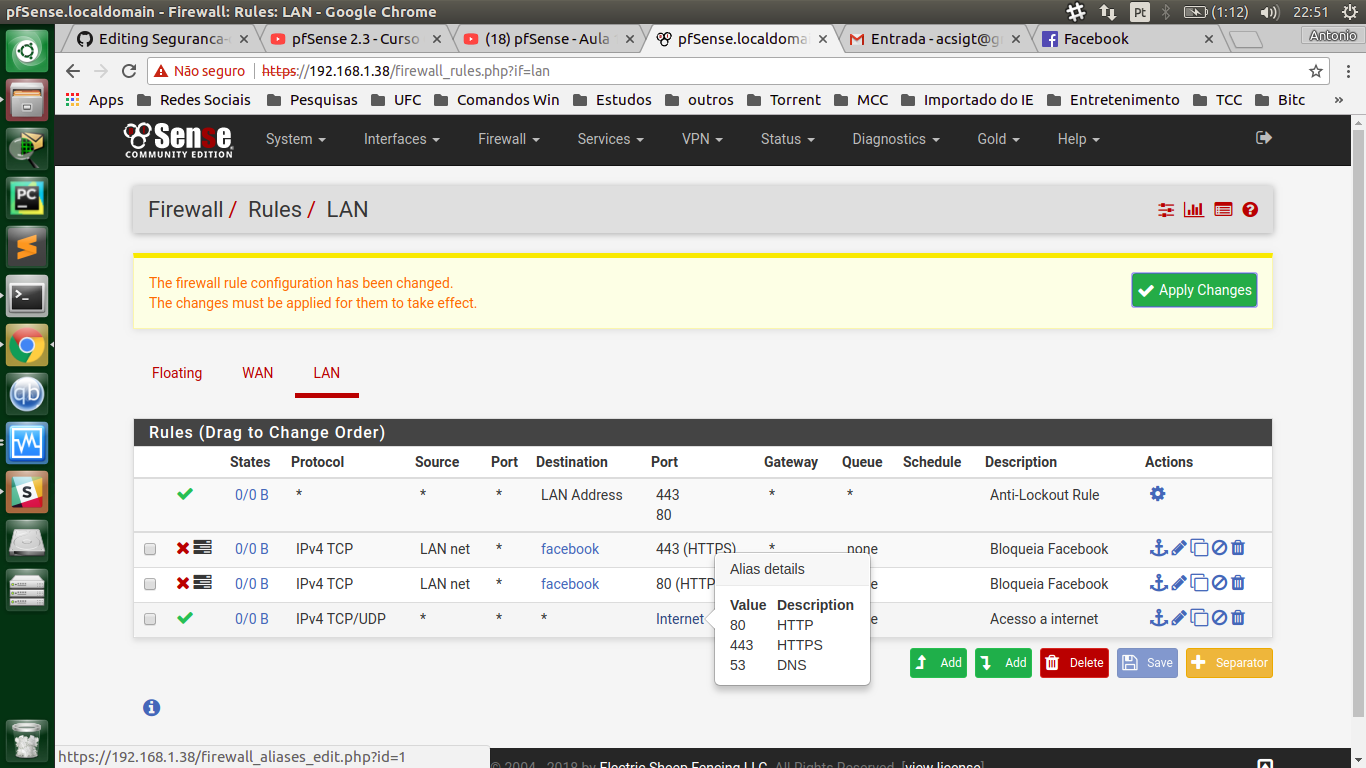 pfSense.localdomain - Firewall: Rules: LAN - Google Chrome
Pt (1:12) 22:51
Editing Seguranca-
pfSense 2.3 - Curso
(18) pfSense - Aula
pfSense.localdoma
Entrada - acsigt@g
Facebook
Antonio
Não seguro https://192.168.1.38/firewall_rules.php?if=lan
Apps Redes Sociais Pesquisas UFC Comandos Win Estudos outros Torrent MCC Importado do IE Entretenimento TCC Bitc »
Sense
COMMUNITY EDITION
System Interfaces Firewall Services VPN Status Diagnostics Gold Help
Firewall / Rules / LAN
The firewall rule configuration has been changed.
The changes must be applied for them to take effect.
Apply Changes
Floating WAN LAN
Rules (Drag to Change Order)
States Protocol Source Port Destination Port Gateway Queue Schedule Description Actions
0/0 B * * * LAN Address 443 * * Anti-Lockout Rule
80
0/0 B IPv4 TCP LAN net * facebook 443 (HTTPS) * none Bloqueia Facebook
0/0 B IPv4 TCP LAN net * facebook 80 (HTTP Bloqueia Facebook
0/0 B IPv4 TCP/UDP * * * Internet Acesso a internet
Alias details
Value Description
80 HTTP
443 HTTPS
53 DNS
Add Add Delete Save Separator
https://192.168.1.38/firewall_aliases_edit.php?id=1
© 2004 - 2018 by Electric Sheep Fencing LLC. All Rights Reserved. [view license]
PC
S
qb